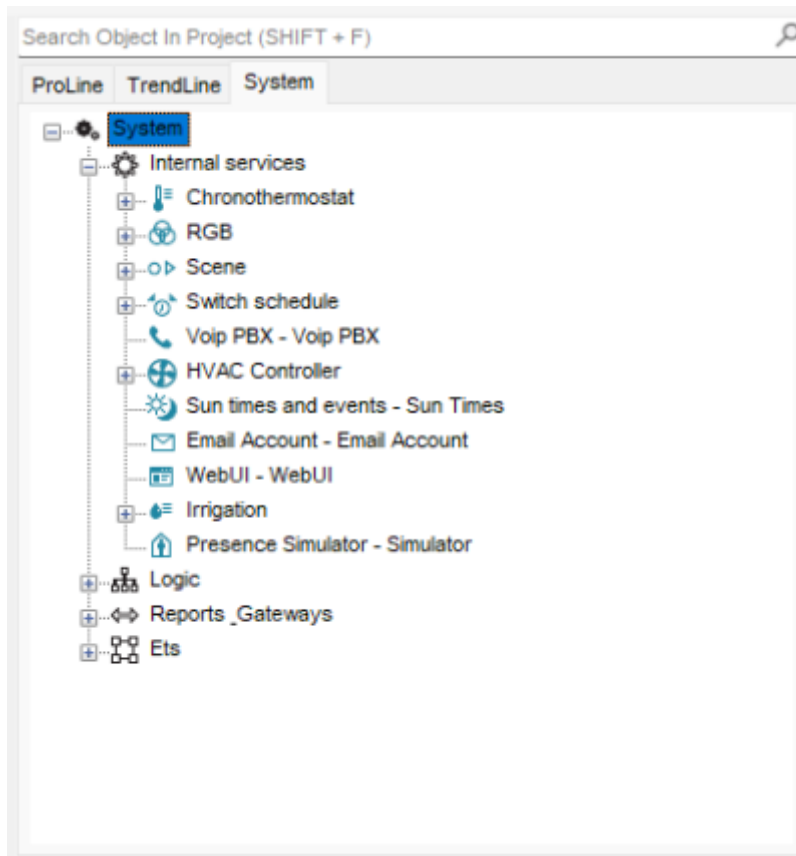 Search Object In Project (SHIFT + F)
ProLine TrendLine System
System
Internal services
Chronothermostat
RGB
Scene
Switch schedule
Voip PBX - Voip PBX
HVAC Controller
Sun times and events - Sun Times
Email Account - Email Account
WebUI - WebUI
Irrigation
Presence Simulator - Simulator
Logic
Reports _Gateways
Ets